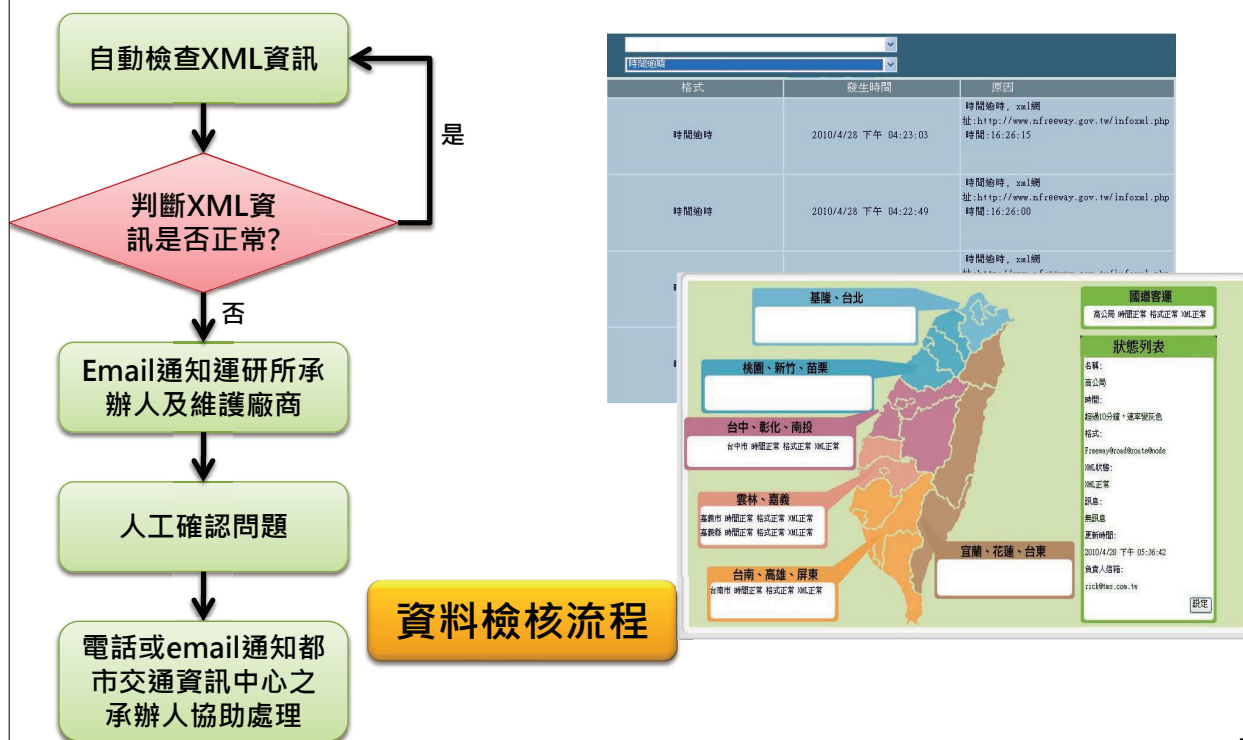 自動檢查XML資訊
是
判斷XML資
訊是否正常?
否
Email通知運研所承
辦人及維護廠商
人工確認問題
電話或email通知都
市交通資訊中心之
承辦人協助處理
資料檢核流程
時間逾期
格式 發生時間 原因
時間逾時 2010/4/28 下午 04:23:03
時間逾時, xml網
址:http://www.nfreeway.gov.tw/infoxml.php
時間:16:26:15
時間逾時 2010/4/28 下午 04:22:49
時間逾時, xml網
址:http://www.nfreeway.gov.tw/infoxml.php
時間:16:26:00
時間逾時, xml網
基隆、台北
桃園、新竹、苗栗
台中、彰化、南投
台中市 時間正常 格式正常 XML正常
雲林、嘉義
嘉義市 時間正常 格式正常 XML正常
嘉義縣 時間正常 格式正常 XML正常
台南、高雄、屏東
台南市 時間正常 格式正常 XML正常
宜蘭、花蓮、台東
國道客運
高公局 時間正常 格式正常 XML正常
狀態列表
名稱:
高公局
時間:
超過10分鐘,速率變灰色
格式:
Freeway@road@route@node
XML狀態:
XML正常
訊息:
無訊息
更新時間:
2010/4/28 下午 05:36:42
負責人信箱:
rick@tms.com.tw
設定